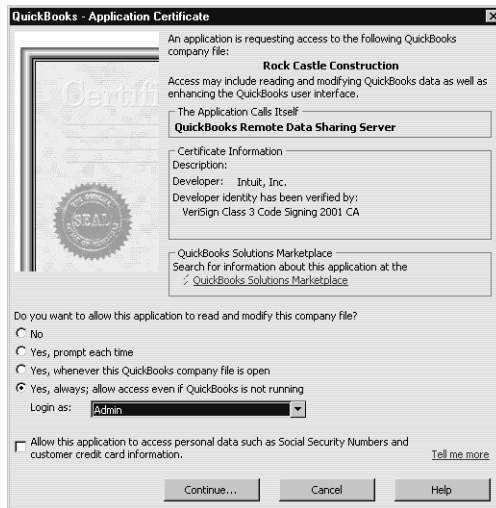 QuickBooks - Application Certificate
An application is requesting access to the following QuickBooks
company file:
Rock Castle Construction
Access may include reading and modifying QuickBooks data as well as
enhancing the QuickBooks user interface.
The Application Calls Itself
QuickBooks Remote Data Sharing Server
Certificate Information
Description:
Developer: Intuit, Inc.
Developer identity has been verified by:
VeriSign Class 3 Code Signing 2001 CA
QuickBooks Solutions Marketplace
Search for information about this application at the
QuickBooks Solutions Marketplace
Certifi
SEAL
Do you want to allow this application to read and modify this company file?
No
Yes, prompt each time
Yes, whenever this QuickBooks company file is open
Yes, always; allow access even if QuickBooks is not running
Login as: Admin
Allow this application to access personal data such as Social Security Numbers and
customer credit card information.
Tell me more
Continue... Cancel Help